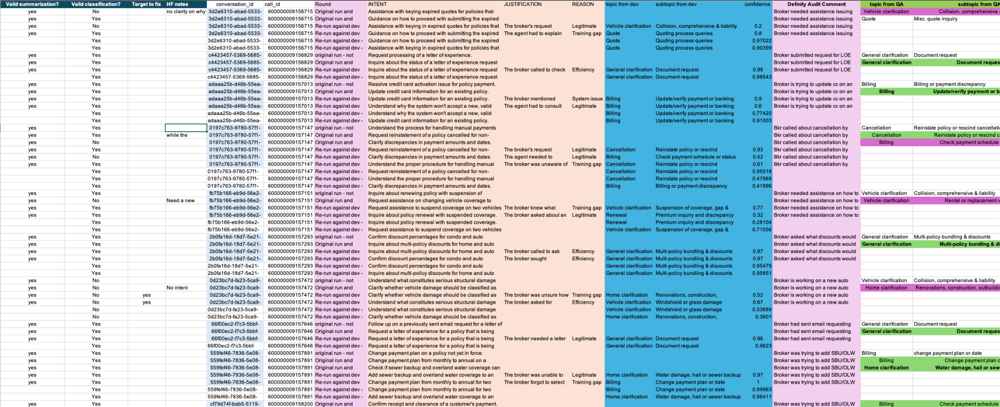 Valid summarization? Valid classification? Target to fix HF notes conversation_id call_id Round INTENT JUSTIFICATION REASON topic from dev subtopic from dev confidence Definity Audit Comment topic from QA subtopic from QA
yes No no clarity on why 3d2e6310-abad-5533- 600000009156715 Original run and Assistance with keying expired quotes for policies that Broker needed assistance issuing Vehicle clarification Collision, comprehensive
yes Yes 3d2e6310-abad-5533- 600000009156715 Original run and Guidance on how to proceed with submitting the expired Broker needed assistance issuing Quote Misc. quote inquiry
yes No 3d2e6310-abad-5533- 600000009156715 Re-run against dev Assistance with keying in expired quotes for policies that The broker's request Legitimate Vehicle clarification Collision, comprehensive & liability 0.2 Broker needed assistance issuing
yes Yes 3d2e6310-abad-5533- 600000009156715 Re-run against dev Guidance on how to proceed with submitting the expired The agent had to explain Training gap Quote Quoting process queries 0.8 Broker needed assistance issuing
Yes 3d2e6310-abad-5533- 600000009156715 Re-run against dev - Guidance on how to proceed with submitting the expired Quote Quoting process queries 0.97022
Yes 3d2e6310-abad-5533- 600000009156715 Re-run against dev - Assistance with keying in expired quotes for policies that Quote Quoting process queries 0.90399
yes Yes c4423457-5369-5685- 600000009156829 original run - not Request processing of a letter of experience. Broker submitted request for LOE General clarification Document request
yes Yes c4423457-5369-5685- 600000009156829 Original run and Inquire about the status of a letter of experience request Broker submitted request for LOE General clarification Document reques
yes Yes c4423457-5369-5685- 600000009156829 Re-run against dev Inquire about the status of a letter of experience request The broker called to check Efficiency General clarification Document request 0.98 Broker submitted request for LOE
Yes c4423457-5369-5685- 600000009156829 Re-run against dev - Inquire about the status of a letter of experience request General clarification Document request 0.98543
yes Yes adaaa25b-d46b-55ea- 600000009157013 original run - not Resolve credit card activation issue for policy payment. Broker is trying to update cc on an Billing Billing or payment discrepancy
yes Yes adaaa25b-d46b-55ea- 600000009157013 Original run and Update credit card information for an existing policy. Broker is trying to update cc on an Billing Update/verify payment or b
yes Yes adaaa25b-d46b-55ea- 600000009157013 Re-run against dev Update credit card information for an existing policy. The broker mentioned System issue Billing Update/verify payment or banking 0.9 Broker is trying to update cc on an
yes Yes adaaa25b-d46b-55ea- 600000009157013 Re-run against dev Understand why the system won't accept a new, valid The agent had to consult Legitimate Billing Update/verify payment or banking 0.6 Broker is trying to update cc on an
Yes adaaa25b-d46b-55ea- 600000009157013 Re-run against dev - Understand why the system won't accept a new, valid Billing Update/verify payment or banking 0.77425
Yes adaaa25b-d46b-55ea- 600000009157013 Re-run against dev - Update credit card information for an existing policy. Billing Update/verify payment or banking 0.91003
yes Yes 0197c763-9780-57f1- 600000009157147 original run - not Understand the process for handling manual payments Bkr called about cancellation by Cancellation Reinstate policy or rescind cancellati
yes Yes while the 0197c763-9780-57f1- 600000009157147 Original run and Request reinstatement of a policy cancelled for non- Bkr called about cancellation by Cancellation Reinstate policy or rescind c
yes No 0197c763-9780-57f1- 600000009157147 Original run and Clarify discrepancies in payment amounts and dates. Bkr called about cancellation by Billing Check payment schedule
yes Yes 0197c763-9780-57f1- 600000009157147 Re-run against dev Request reinstatement of a policy cancelled for non- The broker's request Legitimate Cancellation Reinstate policy or rescind 0.93 Bkr called about cancellation by
yes No 0197c763-9780-57f1- 600000009157147 Re-run against dev Clarify discrepancies in payment amounts and dates. The agent needed to Legitimate Billing Check payment schedule or status 0.42 Bkr called about cancellation by
yes Yes 0197c763-9780-57f1- 600000009157147 Re-run against dev Understand the proper procedure for handling manual The broker was unaware of Training gap Cancellation Reinstate policy or rescind 0.61 Bkr called about cancellation by
Yes 0197c763-9780-57f1- 600000009157147 Re-run against dev - Request reinstatement of a policy cancelled for non- Cancellation Reinstate policy or rescind 0.95518
Yes 0197c763-9780-57f1- 600000009157147 Re-run against dev - Understand the proper procedure for handling manual Cancellation Reinstate policy or rescind 0.47989
Yes 0197c763-9780-57f1- 600000009157147 Re-run against dev - Clarify discrepancies in payment amounts and dates. Billing Billing or payment discrepancy 0.41996
yes Yes fb75b166-eb9d-56e2- 600000009157151 original run - not Inquire about renewing policy with suspension of Broker needed assistance on how to Vehicle clarification Collision, comprehensive & liability
yes No Need a new fb75b166-eb9d-56e2- 600000009157151 Original run and Request assistance on changing vehicle coverage to Broker needed assistance on how to Vehicle clarification Rental or replacement v
yes Yes fb75b166-eb9d-56e2- 600000009157151 Re-run against dev Request assistance to suspend coverage on two vehicles The broker knew what Training gap Vehicle clarification Suspension of coverage, gap & 0.77 Broker needed assistance on how to
yes Yes fb75b166-eb9d-56e2- 600000009157151 Re-run against dev Inquire about policy renewal with suspended coverage. The broker asked about an Legitimate Renewal Premium inquiry and discrepancy 0.32 Broker needed assistance on how to
Yes fb75b166-eb9d-56e2- 600000009157151 Re-run against dev - Inquire about policy renewal with suspended coverage. Renewal Premium inquiry and discrepancy 0.28104
Yes fb75b166-eb9d-56e2- 600000009157151 Re-run against dev - Request assistance to suspend coverage on two vehicles Vehicle clarification Suspension of coverage, gap & 0.71056
yes Yes 2b0fa16d-18d7-5e21- 600000009157293 original run - not Confirm discount percentages for condo and auto Broker asked what discounts would General clarification Multi-policy bundling & discounts
yes Yes 2b0fa16d-18d7-5e21- 600000009157293 Original run and Inquire about multi-policy discounts for home and auto Broker asked what discounts would General clarification Multi-policy bundling & di
yes Yes 2b0fa16d-18d7-5e21- 600000009157293 Re-run against dev Inquire about multi-policy discounts for home and auto The broker called to ask Efficiency General clarification Multi-policy bundling & discounts 0.97 Broker asked what discounts would
yes Yes 2b0fa16d-18d7-5e21- 600000009157293 Re-run against dev Confirm discount percentages for condo and auto The broker sought Efficiency General clarification Multi-policy bundling & discounts 0.97 Broker asked what discounts would
Yes 2b0fa16d-18d7-5e21- 600000009157293 Re-run against dev - Confirm discount percentages for condo and auto General clarification Multi-policy bundling & discounts 0.95479
Yes 2b0fa16d-18d7-5e21- 600000009157293 Re-run against dev - Inquire about multi-policy discounts for home and auto General clarification Multi-policy bundling & discounts 0.95851
yes No 0d23bc7d-fa23-5ca9- 600000009157472 original run - not Understand what constitutes serious structural damage Broker is working on a new auto Vehicle clarification Collision, comprehensive & liability
yes No No intent 0d23bc7d-fa23-5ca9- 600000009157472 Original run and Clarify whether vehicle damage should be classified as Broker is working on a new auto Home clarification Renovations, construction, outbuildin
yes No yes 0d23bc7d-fa23-5ca9- 600000009157472 Re-run against dev Clarify whether vehicle damage should be classified as The broker was unsure how Training gap Home clarification Renovations, construction, 0.52 Broker is working on a new auto
yes No yes 0d23bc7d-fa23-5ca9- 600000009157472 Re-run against dev Understand what constitutes serious structural damage The broker asked for Efficiency Vehicle clarification Windshield or glass damage 0.67 Broker is working on a new auto
No 0d23bc7d-fa23-5ca9- 600000009157472 Re-run against dev - Understand what constitutes serious structural damage Vehicle clarification Windshield or glass damage 0.53689
No 0d23bc7d-fa23-5ca9- 600000009157472 Re-run against dev - Clarify whether vehicle damage should be classified as Home clarification Renovations, construction, 0.3601
yes Yes 66f00ec2-f7c3-5bbf- 600000009157646 original run - not Follow up on a previously sent email request for a letter of Broker had sent email requesting General clarificaiton Document request
yes Yes 66f00ec2-f7c3-5bbf- 600000009157646 Original run and Request a letter of experience for a policy that is being Broker had sent email requesting General clarification Document reques
yes Yes 66f00ec2-f7c3-5bbf- 600000009157646 Re-run against dev Request a letter of experience for a policy that is being The broker needed a letter Legitimate General clarification Document request 0.96 Broker had sent email requesting
Yes 66f00ec2-f7c3-5bbf- 600000009157646 Re-run against dev - Request a letter of experience for a policy that is being General clarification Document request 0.9623
yes Yes 559fef46-7836-5e08- 600000009157891 original run - not Change payment plan on a policy not yet in force. Broker was trying to add SBU/OLW Billing change payment plan or date
yes Yes 559fef46-7836-5e08- 600000009157891 Original run and Change payment plan from monthly to annual on a Broker was trying to add SBU/OLW Billing Change payment plan o
yes Yes 559fef46-7836-5e08- 600000009157891 Original run and Check if sewer backup and overland water coverage can Broker was trying to add SBU/OLW Home clarification Water damage, hail or sew
yes Yes 559fef46-7836-5e08- 600000009157891 Re-run against dev Add sewer backup and overland water coverage to an The broker was unable to Legitimate Home clarification Water damage, hail or sewer backup 0.97 Broker was trying to add SBU/OLW
yes Yes 559fef46-7836-5e08- 600000009157891 Re-run against dev Change payment plan from monthly to annual for two The broker forgot to select Training gap Billing Change payment plan or date 1 Broker was trying to add SBU/OLW
Yes 559fef46-7836-5e08- 600000009157891 Re-run against dev - Change payment plan from monthly to annual for two Billing Change payment plan or date 0.99963
Yes 559fef46-7836-5e08- 600000009157891 Re-run against dev - Add sewer backup and overland water coverage to an Home clarification Water damage, hail or sewer backup 0.96411
yes Yes cf79d74f-bab5-5119- 600000009158200 Original run and Confirm receipt and clearance of a customer's payment. Broker was trying to add SBU/OLW Billing Check payment schedule